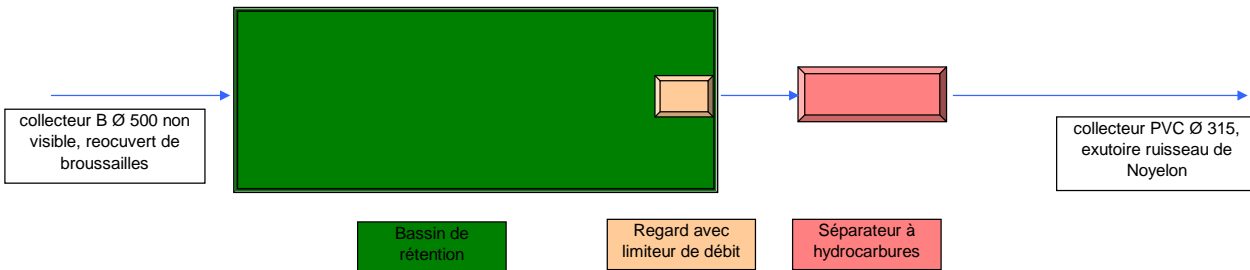 collecteur B Ø 500 non
visible, reocuvert de
broussailles
collecteur PVC Ø 315,
exutoire ruisseau de
Noyelon
Bassin de
rétention
Regard avec
limiteur de débit
Séparateur à
hydrocarbures